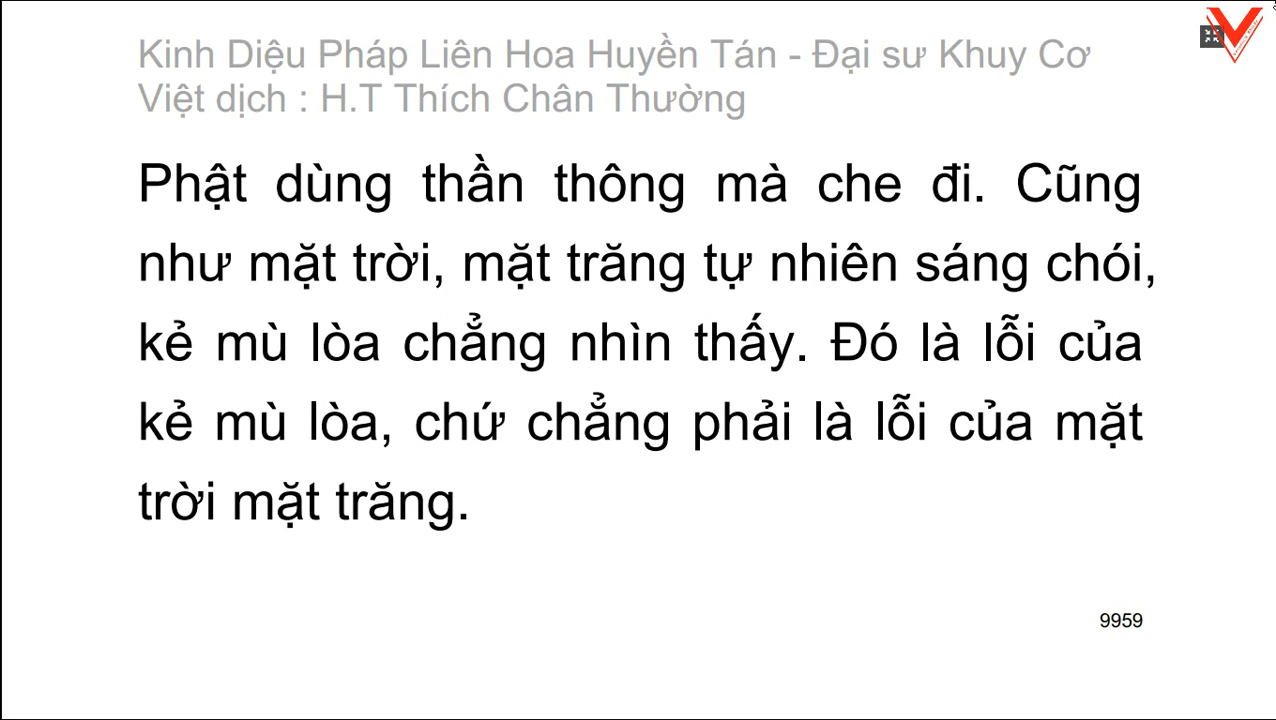 Kinh Diệu Pháp Liên Hoa Huyền Tán - Đại sư Khuy Cơ
Việt dịch : H.T Thích Chân Thường
Phật dùng thần thông mà che đi. Cũng
như mặt trời, mặt trăng tự nhiên sáng chói,
kẻ mù lòa chẳng nhìn thấy. Đó là lỗi của
kẻ mù lòa, chứ chẳng phải là lỗi của mặt
trời mặt trăng.
9959